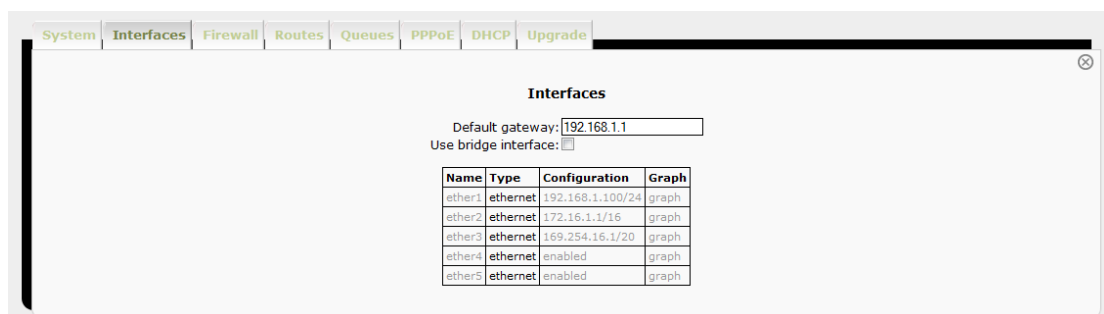 System Interfaces Firewall Routes Queues PPPoE DHCP Upgrade
Interfaces
Default gateway: 192.168.1.1
Use bridge interface:
Name Type Configuration Graph
ether1 ethernet 192.168.1.100/24 graph
ether2 ethernet 172.16.1.1/16 graph
ether3 ethernet 169.254.16.1/20 graph
ether4 ethernet enabled graph
ether5 ethernet enabled graph